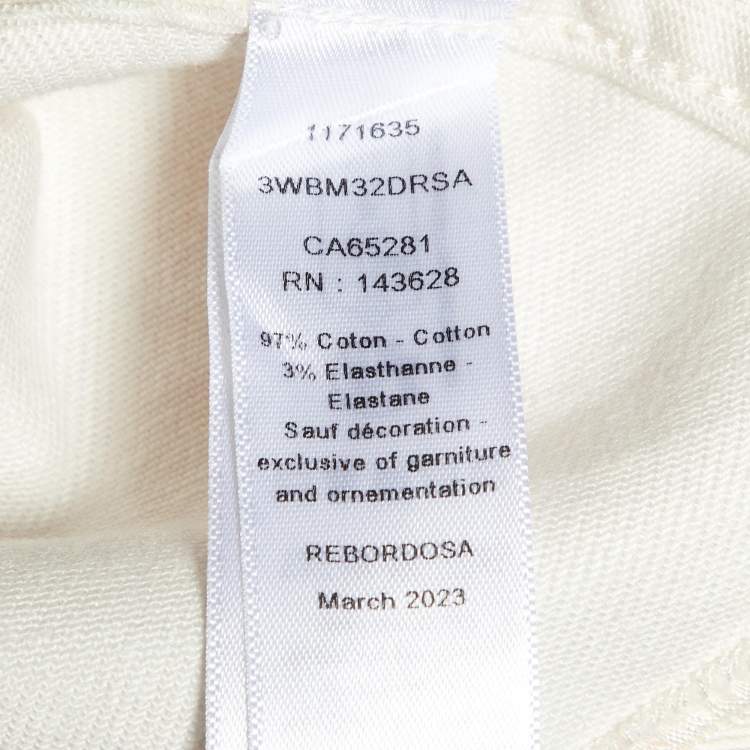 1171635
3WBM32DRSA
CA65281
RN : 143628
97% Coton - Cotton
3% Elasthanne -
Elastane
Sauf décoration -
exclusive of garniture
and ornementation
REBORDOSA
March 2023